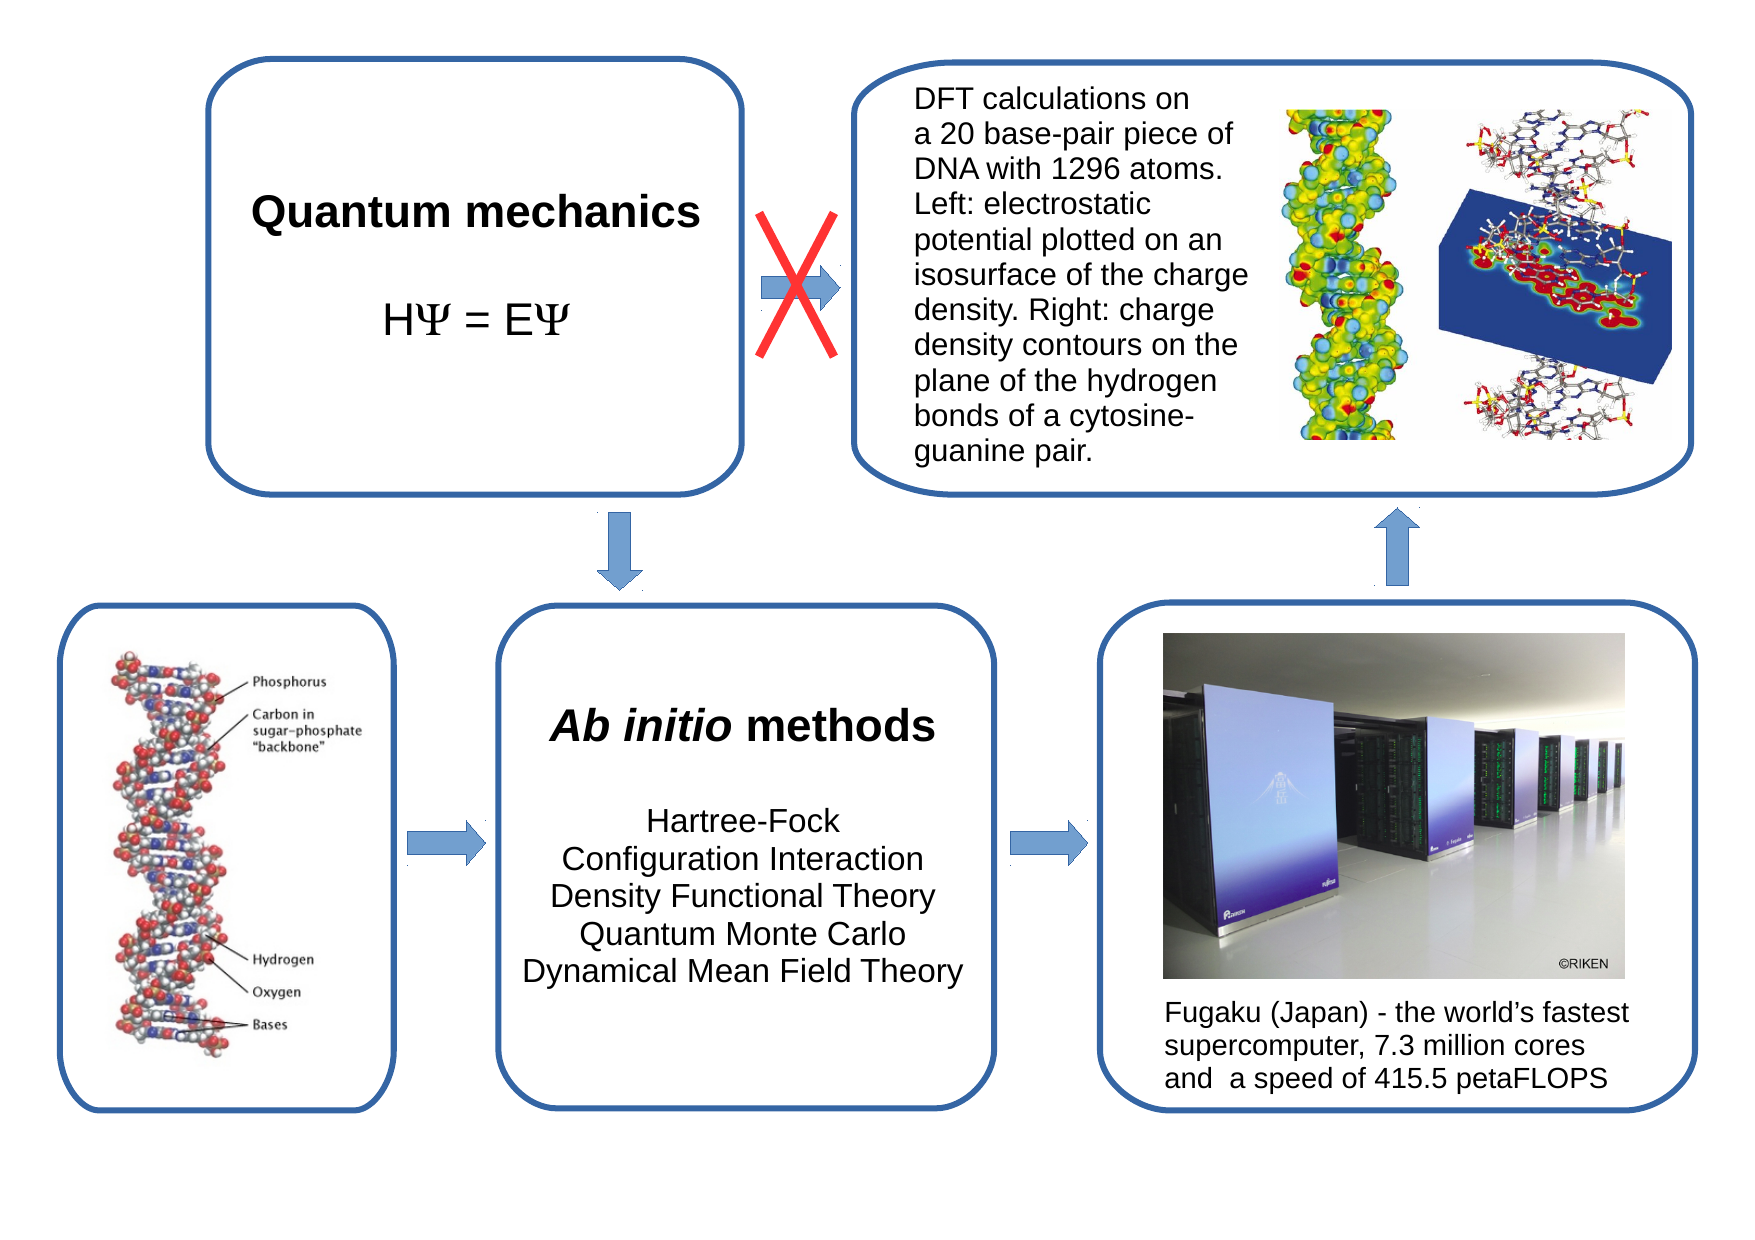 Quantum mechanics
HΨ = EΨ
DFT calculations on
a 20 base-pair piece of
DNA with 1296 atoms.
Left: electrostatic
potential plotted on an
isosurface of the charge
density. Right: charge
density contours on the
plane of the hydrogen
bonds of a cytosine-
guanine pair.
Phosphorus
Carbon in
sugar-phosphate
“backbone”
Hydrogen
Oxygen
Bases
Ab initio methods
Hartree-Fock
Configuration Interaction
Density Functional Theory
Quantum Monte Carlo
Dynamical Mean Field Theory
富岳
RIKEN
FUJITSU
©RIKEN
Fugaku (Japan) - the world’s fastest
supercomputer, 7.3 million cores
and  a speed of 415.5 petaFLOPS